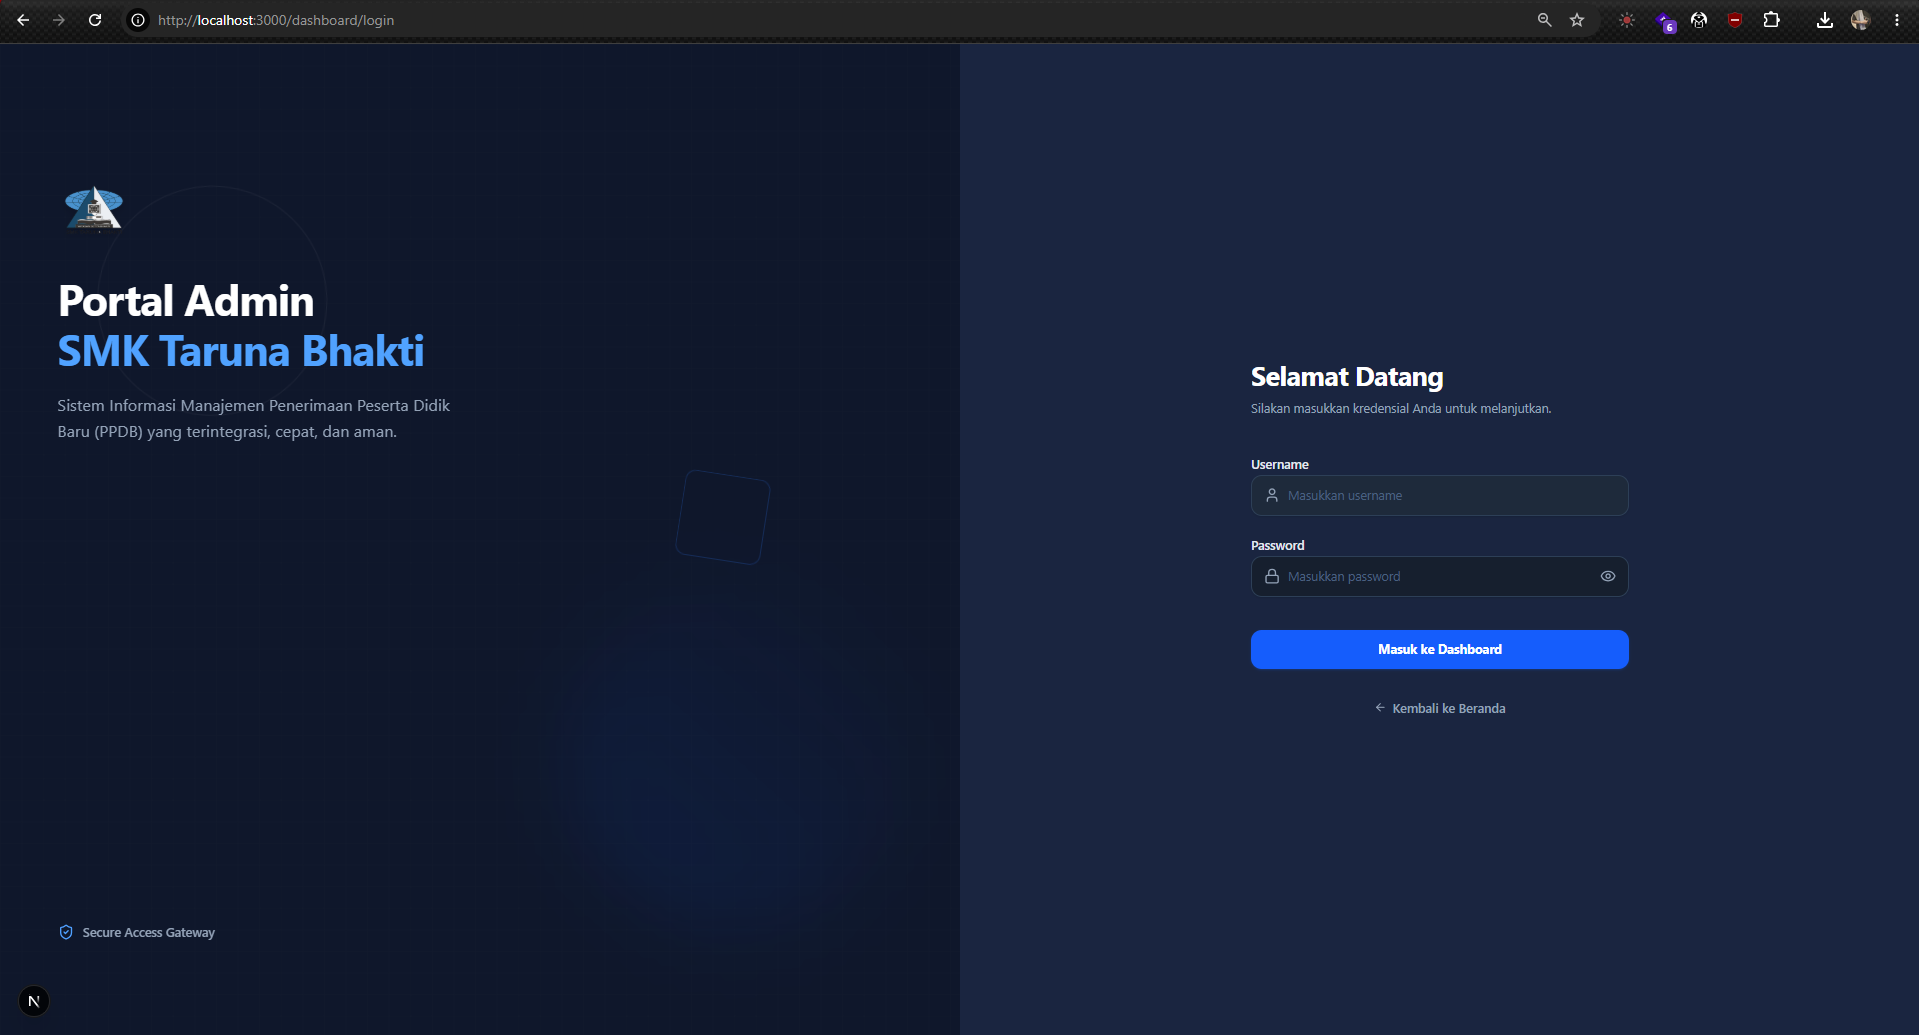 http://localhost:3000/dashboard/login
6
Portal Admin
SMK Taruna Bhakti
Sistem Informasi Manajemen Penerimaan Peserta Didik
Baru (PPDB) yang terintegrasi, cepat, dan aman.
Secure Access Gateway
N
Selamat Datang
Silakan masukkan kredensial Anda untuk melanjutkan.
Username
Masukkan username
Password
Masukkan password
Masuk ke Dashboard
Kembali ke Beranda